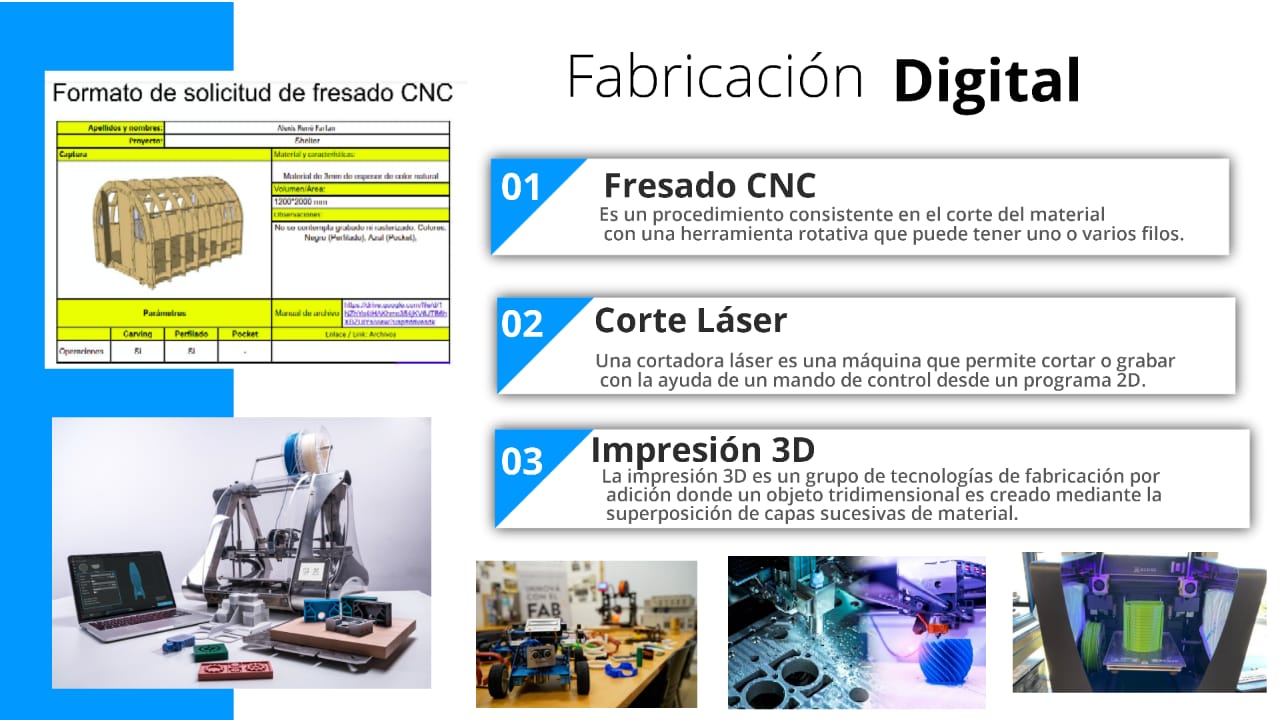 Fabricación Digital
Formato de solicitud de fresado CNC
Apellidos y nombres:
Proyecto: Shelter
Captura
Material y características:
Material de 3mm de espesor de color natural
Volumen/Área:
1200*2000 mm
Observaciones:
No se contempla grabado ni rasterizado. Colores:
Negro (Perfilado), Azul (Pocket),
Parámetros
Manual de archivo
Carving Perfilado Pocket Enlace / Link: Archivos
Operaciones Si Si -
01 Fresado CNC
Es un procedimiento consistente en el corte del material
con una herramienta rotativa que puede tener uno o varios filos.
02 Corte Láser
Una cortadora láser es una máquina que permite cortar o grabar
con la ayuda de un mando de control desde un programa 2D.
03 Impresión 3D
La impresión 3D es un grupo de tecnologías de fabricación por
adición donde un objeto tridimensional es creado mediante la
superposición de capas sucesivas de material.
INNOVA
CON EL
FAB